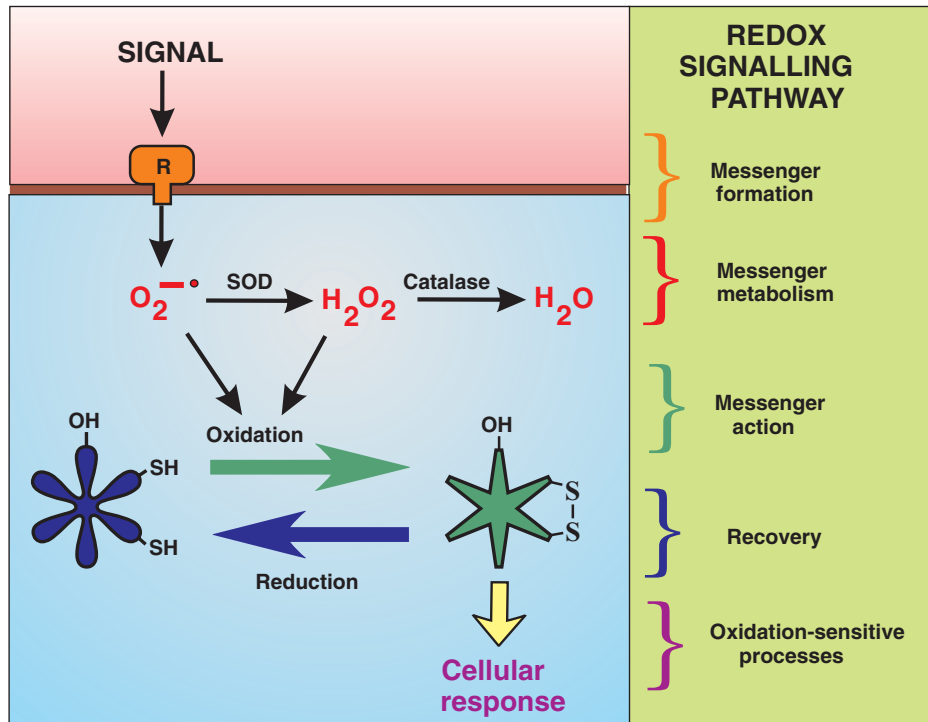 SIGNAL
R
O₂⁻•
SOD
H₂O₂
Catalase
H₂O
Oxidation
OH
SH
SH
Reduction
OH
S
S
Cellular
response
REDOX
SIGNALLING
PATHWAY
Messenger
formation
Messenger
metabolism
Messenger
action
Recovery
Oxidation-sensitive
processes